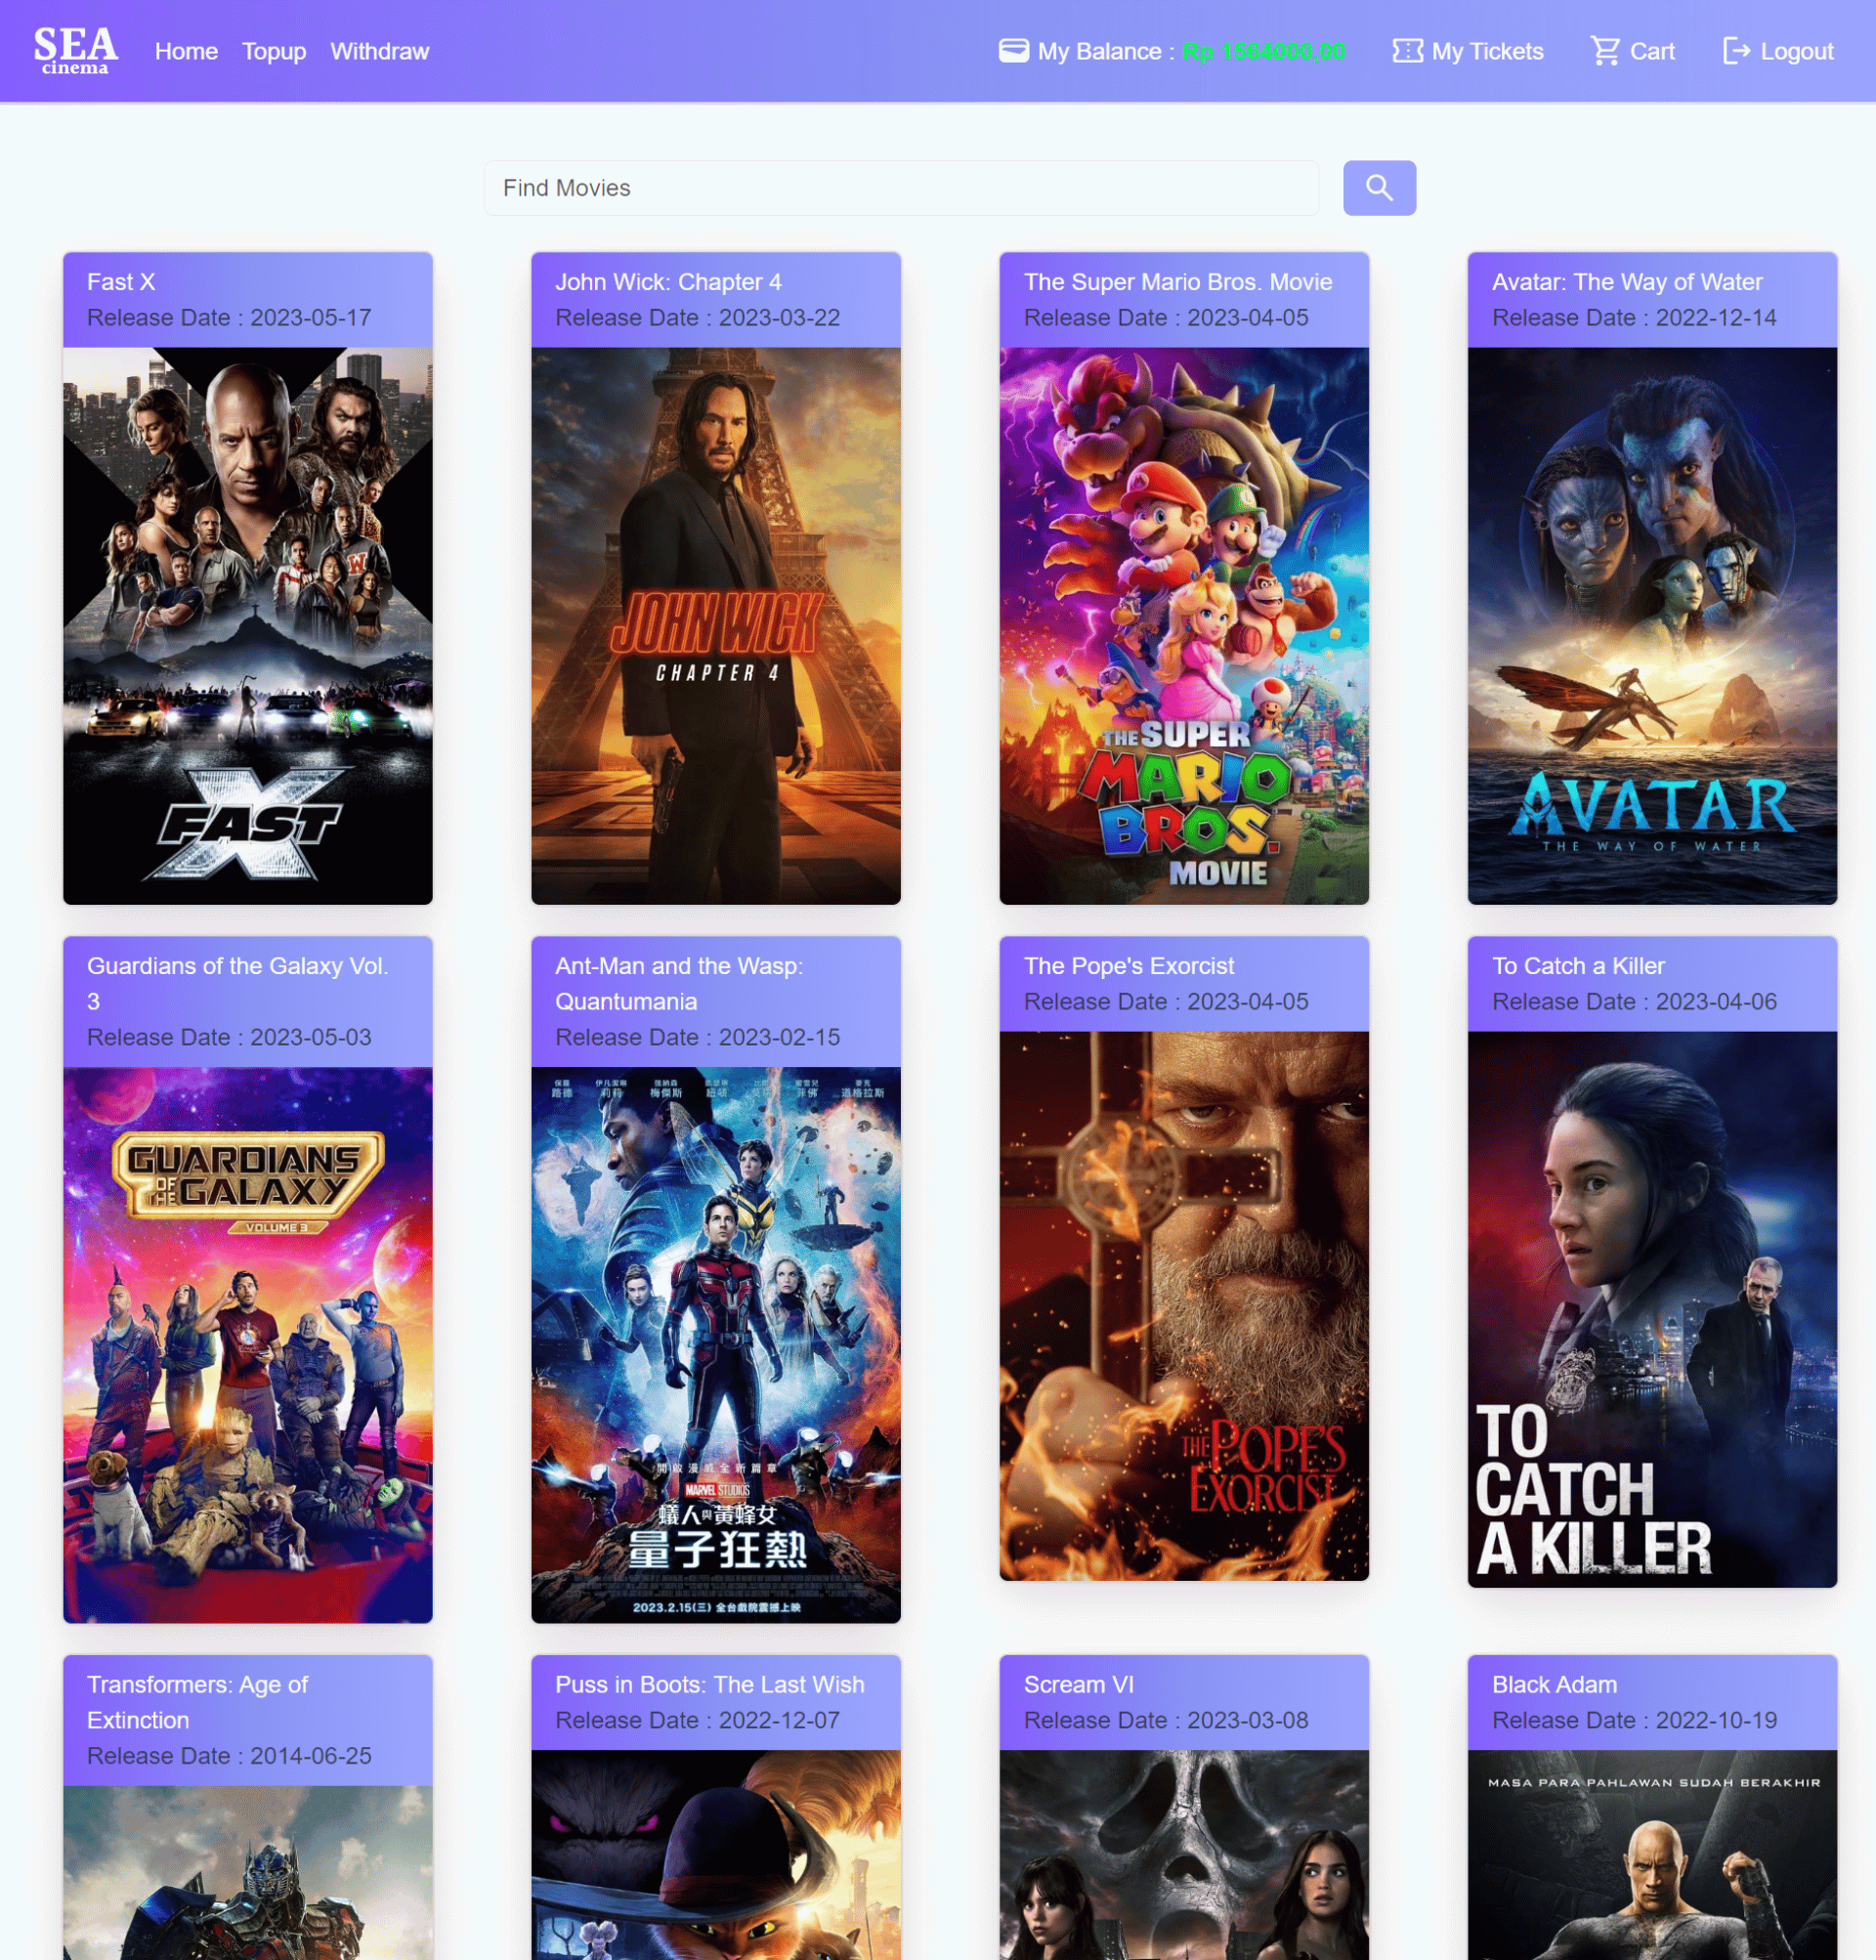 SEA
cinema
Home
Topup
Withdraw
My Balance : Rp 1564000,00
My Tickets
Cart
Logout
Find Movies
Fast X
Release Date : 2023-05-17
FAST X
John Wick: Chapter 4
Release Date : 2023-03-22
JOHN WICK
CHAPTER 4
The Super Mario Bros. Movie
Release Date : 2023-04-05
THE SUPER
MARIO
BROS.
MOVIE
Avatar: The Way of Water
Release Date : 2022-12-14
AVATAR
THE WAY OF WATER
Guardians of the Galaxy Vol.
3
Release Date : 2023-05-03
GUARDIANS
OF THE GALAXY
VOLUME 3
Ant-Man and the Wasp:
Quantumania
Release Date : 2023-02-15
開啟漫威全新篇章
MARVEL STUDIOS
蟻人與黃蜂女
量子狂熱
2023.2.15(三) 全台戲院震撼上映
The Pope's Exorcist
Release Date : 2023-04-05
THE POPE'S
EXORCIST
To Catch a Killer
Release Date : 2023-04-06
TO
CATCH
A KILLER
Transformers: Age of
Extinction
Release Date : 2014-06-25
Puss in Boots: The Last Wish
Release Date : 2022-12-07
Scream VI
Release Date : 2023-03-08
Black Adam
Release Date : 2022-10-19
MASA PARA PAHLAWAN SUDAH BERAKHIR